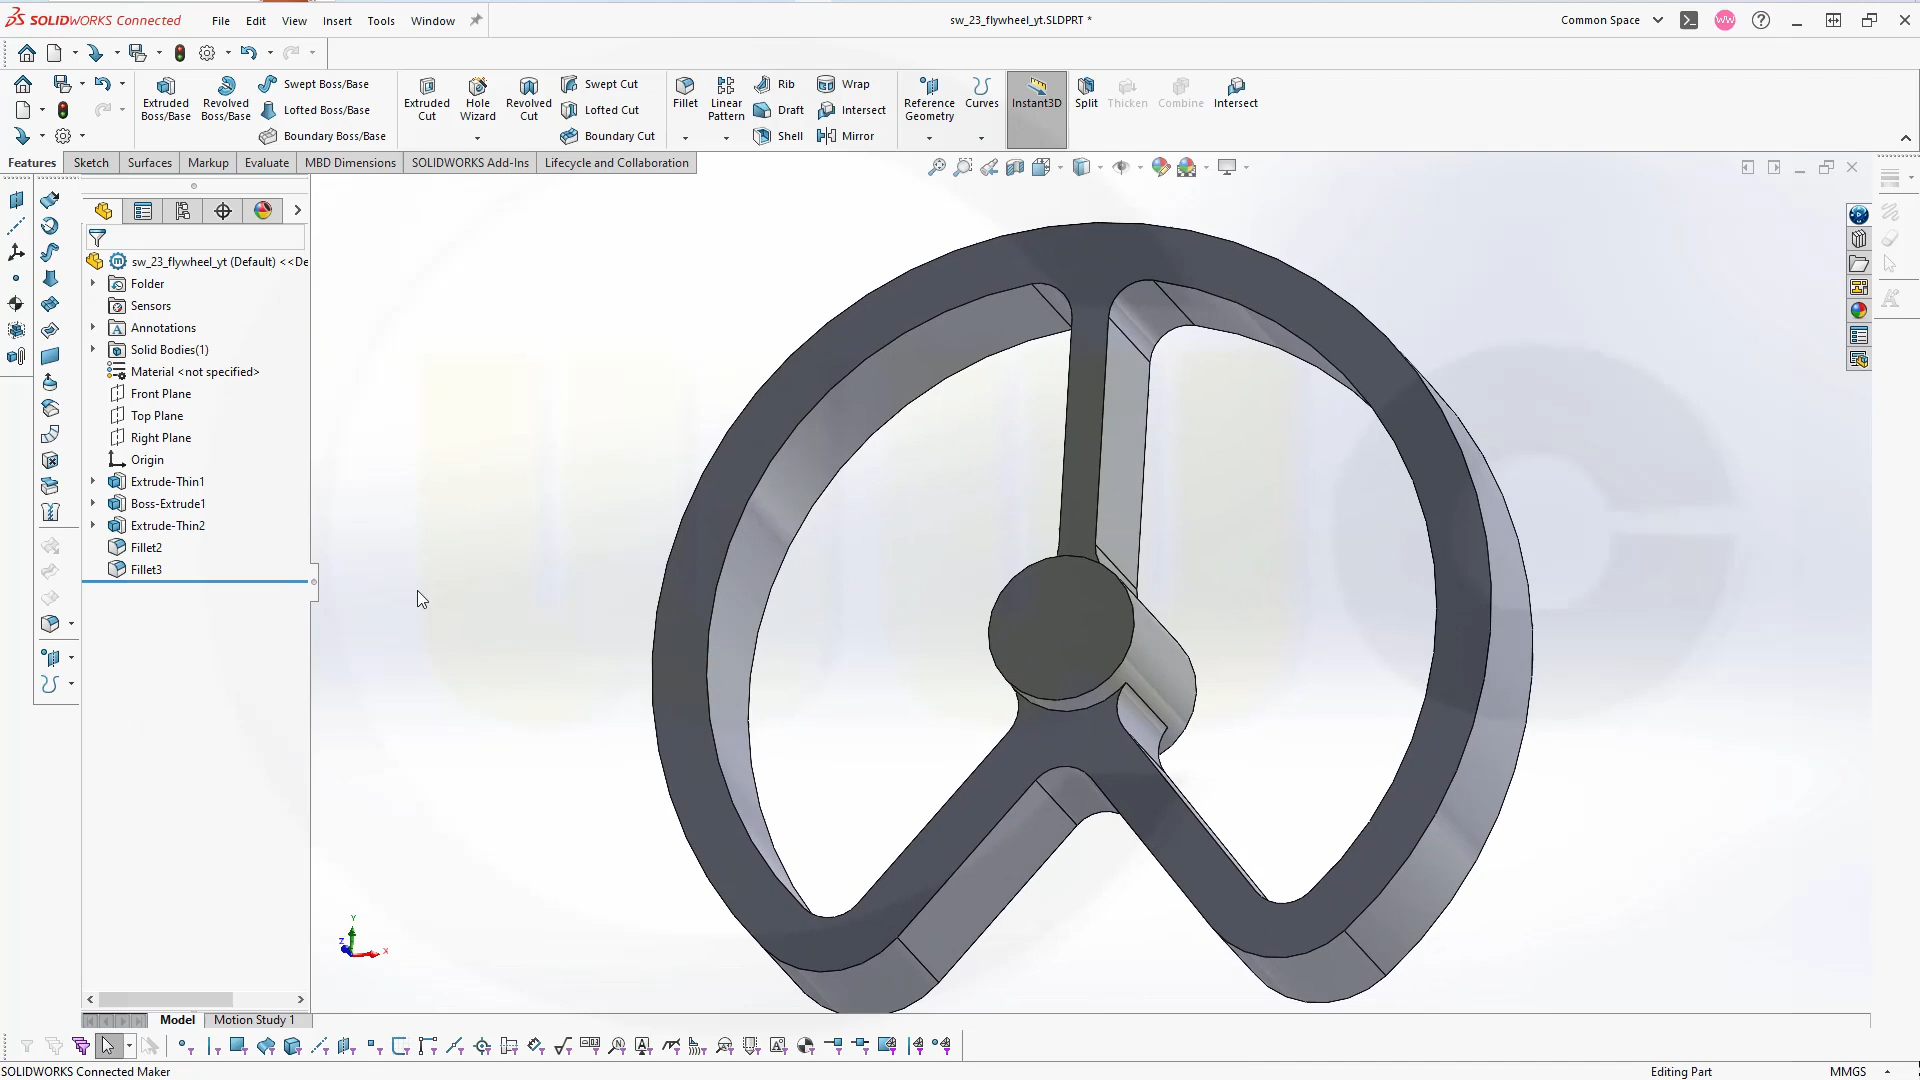 SOLIDWORKS Connected
File Edit View Insert Tools Window
sw_23_flywheel_yt.SLDPRT *
Common Space
WW
Extruded Boss/Base
Revolved Boss/Base
Swept Boss/Base
Lofted Boss/Base
Boundary Boss/Base
Extruded Cut
Hole Wizard
Revolved Cut
Swept Cut
Lofted Cut
Boundary Cut
Fillet
Linear Pattern
Rib
Draft
Shell
Wrap
Intersect
Mirror
Reference Geometry
Curves
Instant3D
Split
Thicken
Combine
Intersect
Features Sketch Surfaces Markup Evaluate MBD Dimensions SOLIDWORKS Add-Ins Lifecycle and Collaboration
sw_23_flywheel_yt (Default) <<De
Folder
Sensors
Annotations
Solid Bodies(1)
Material <not specified>
Front Plane
Top Plane
Right Plane
Origin
Extrude-Thin1
Boss-Extrude1
Extrude-Thin2
Fillet2
Fillet3
Y
Z
X
Model Motion Study 1
SOLIDWORKS Connected Maker
Editing Part
MMGS